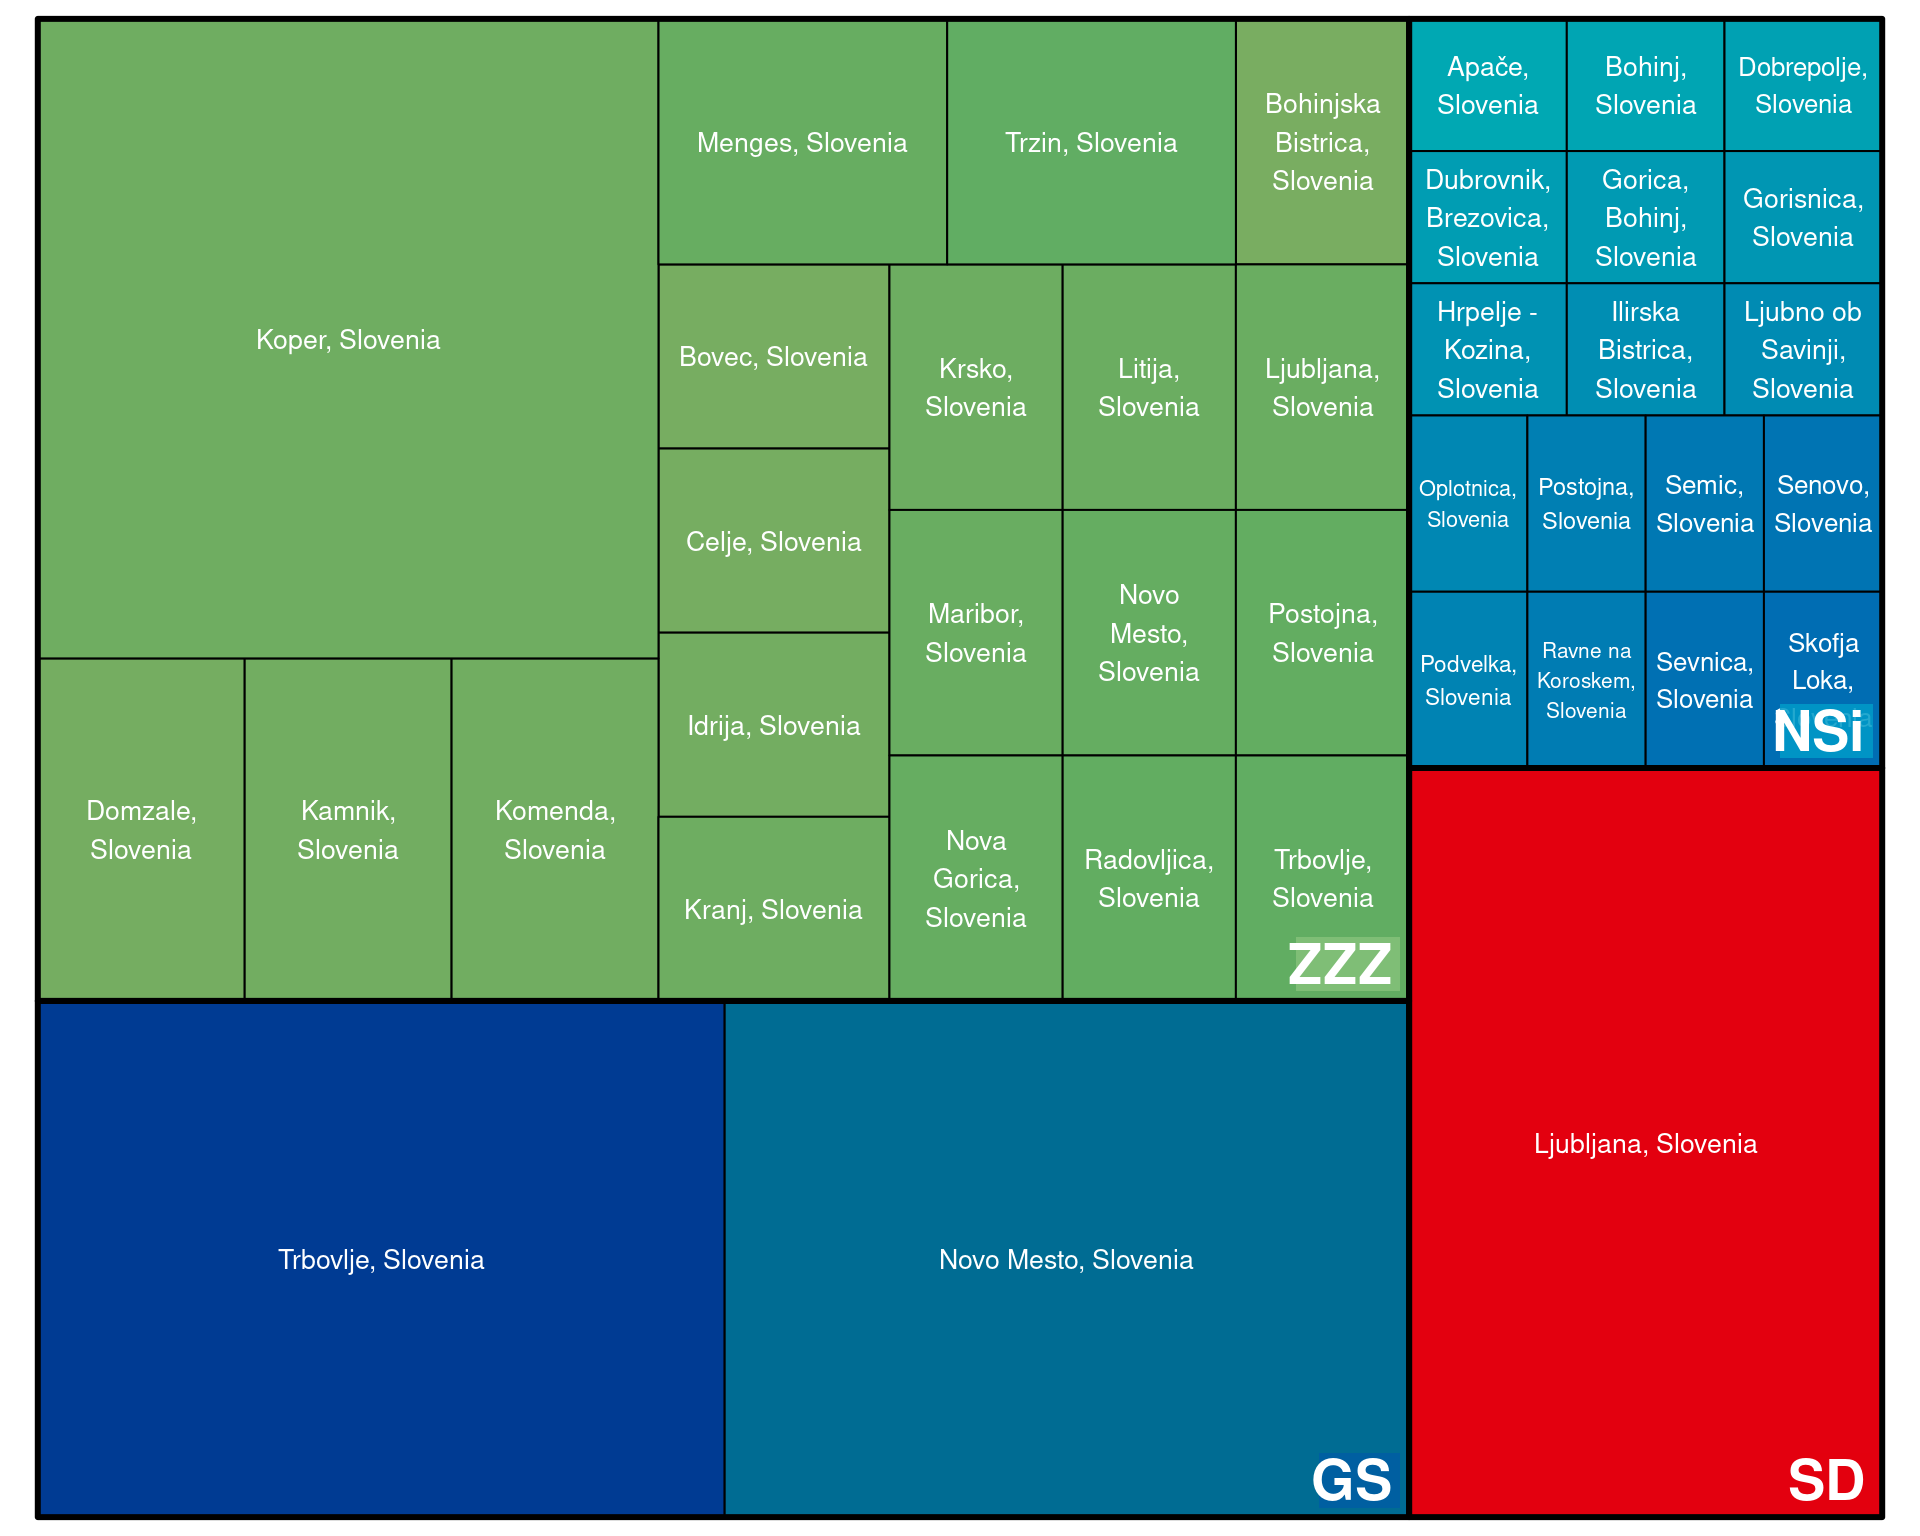 Koper, Slovenia
Menges, Slovenia
Trzin, Slovenia
Bohinjska
Bistrica,
Slovenia
Bovec, Slovenia
Celje, Slovenia
Idrija, Slovenia
Kranj, Slovenia
Krsko,
Slovenia
Litija,
Slovenia
Ljubljana,
Slovenia
Maribor,
Slovenia
Novo
Mesto,
Slovenia
Postojna,
Slovenia
Nova
Gorica,
Slovenia
Radovljica,
Slovenia
Trbovlje,
Slovenia
Domzale,
Slovenia
Kamnik,
Slovenia
Komenda,
Slovenia
ZZZ
Apače,
Slovenia
Bohinj,
Slovenia
Dobrepolje,
Slovenia
Dubrovnik,
Brezovica,
Slovenia
Gorica,
Bohinj,
Slovenia
Gorisnica,
Slovenia
Hrpelje -
Kozina,
Slovenia
Ilirska
Bistrica,
Slovenia
Ljubno ob
Savinji,
Slovenia
Oplotnica,
Slovenia
Postojna,
Slovenia
Semic,
Slovenia
Senovo,
Slovenia
Podvelka,
Slovenia
Ravne na
Koroskem,
Slovenia
Sevnica,
Slovenia
Skofja
Loka,
NSi
Trbovlje, Slovenia
Novo Mesto, Slovenia
GS
Ljubljana, Slovenia
SD